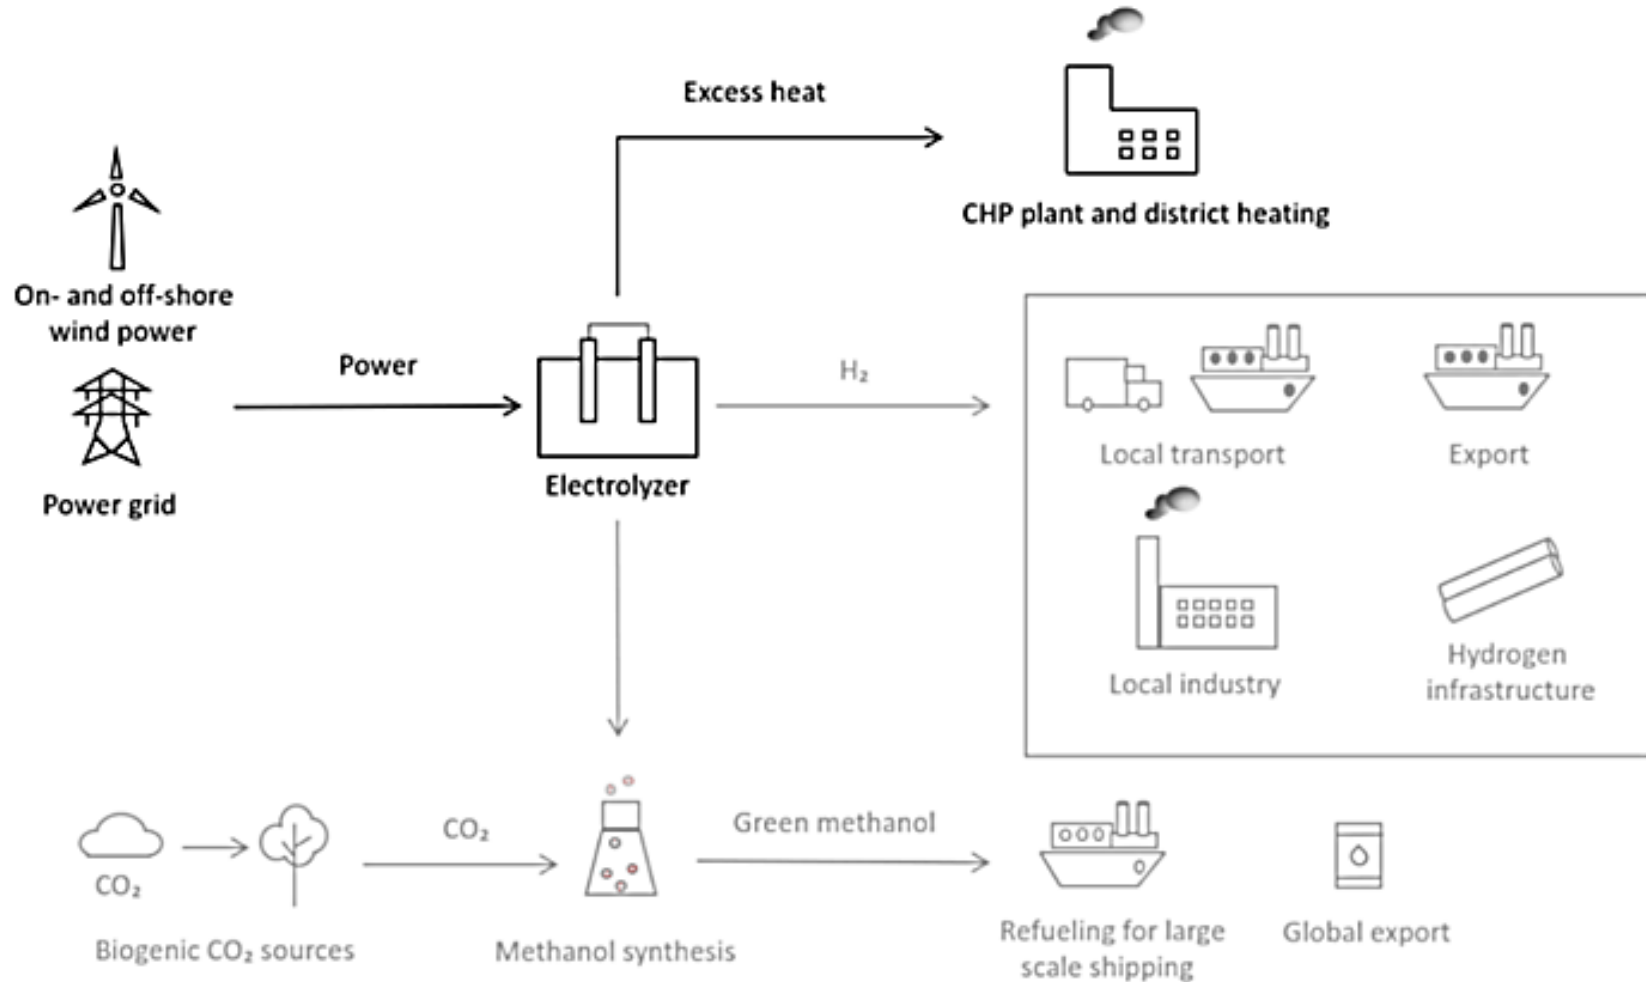 Excess heat
CHP plant and district heating
On- and off-shore
wind power
Power
Power grid
Electrolyzer
H₂
Local transport
Export
Local industry
Hydrogen
infrastructure
CO₂
Biogenic CO₂ sources
CO₂
Methanol synthesis
Green methanol
Refueling for large
scale shipping
Global export